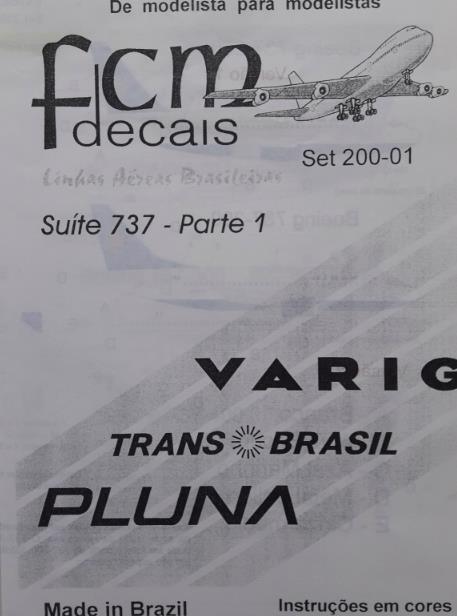 De modelista para modelistas
fcm
decais
Set 200-01
Linhas Aéreas Brasileiras
Suíte 737 - Parte 1
VARIG
TRANS BRASIL
PLUNA
Made in Brazil
Instruções em cores